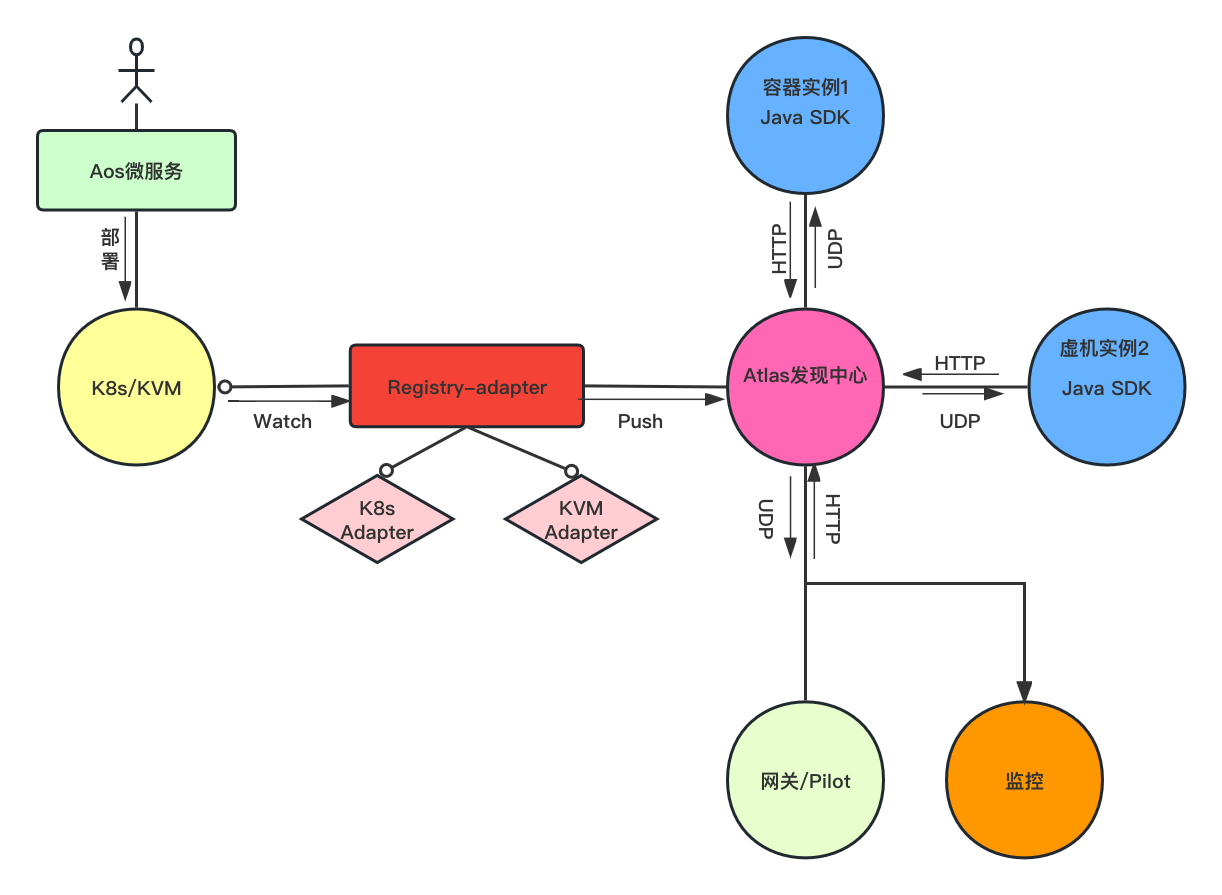 容器实例1
Java SDK
Aos微服务
部
署
HTTP
UDP
K8s/KVM
Watch
Registry-adapter
Push
Atlas发现中心
HTTP
UDP
虚机实例2
Java SDK
K8s
Adapter
KVM
Adapter
UDP
HTTP
网关/Pilot
监控